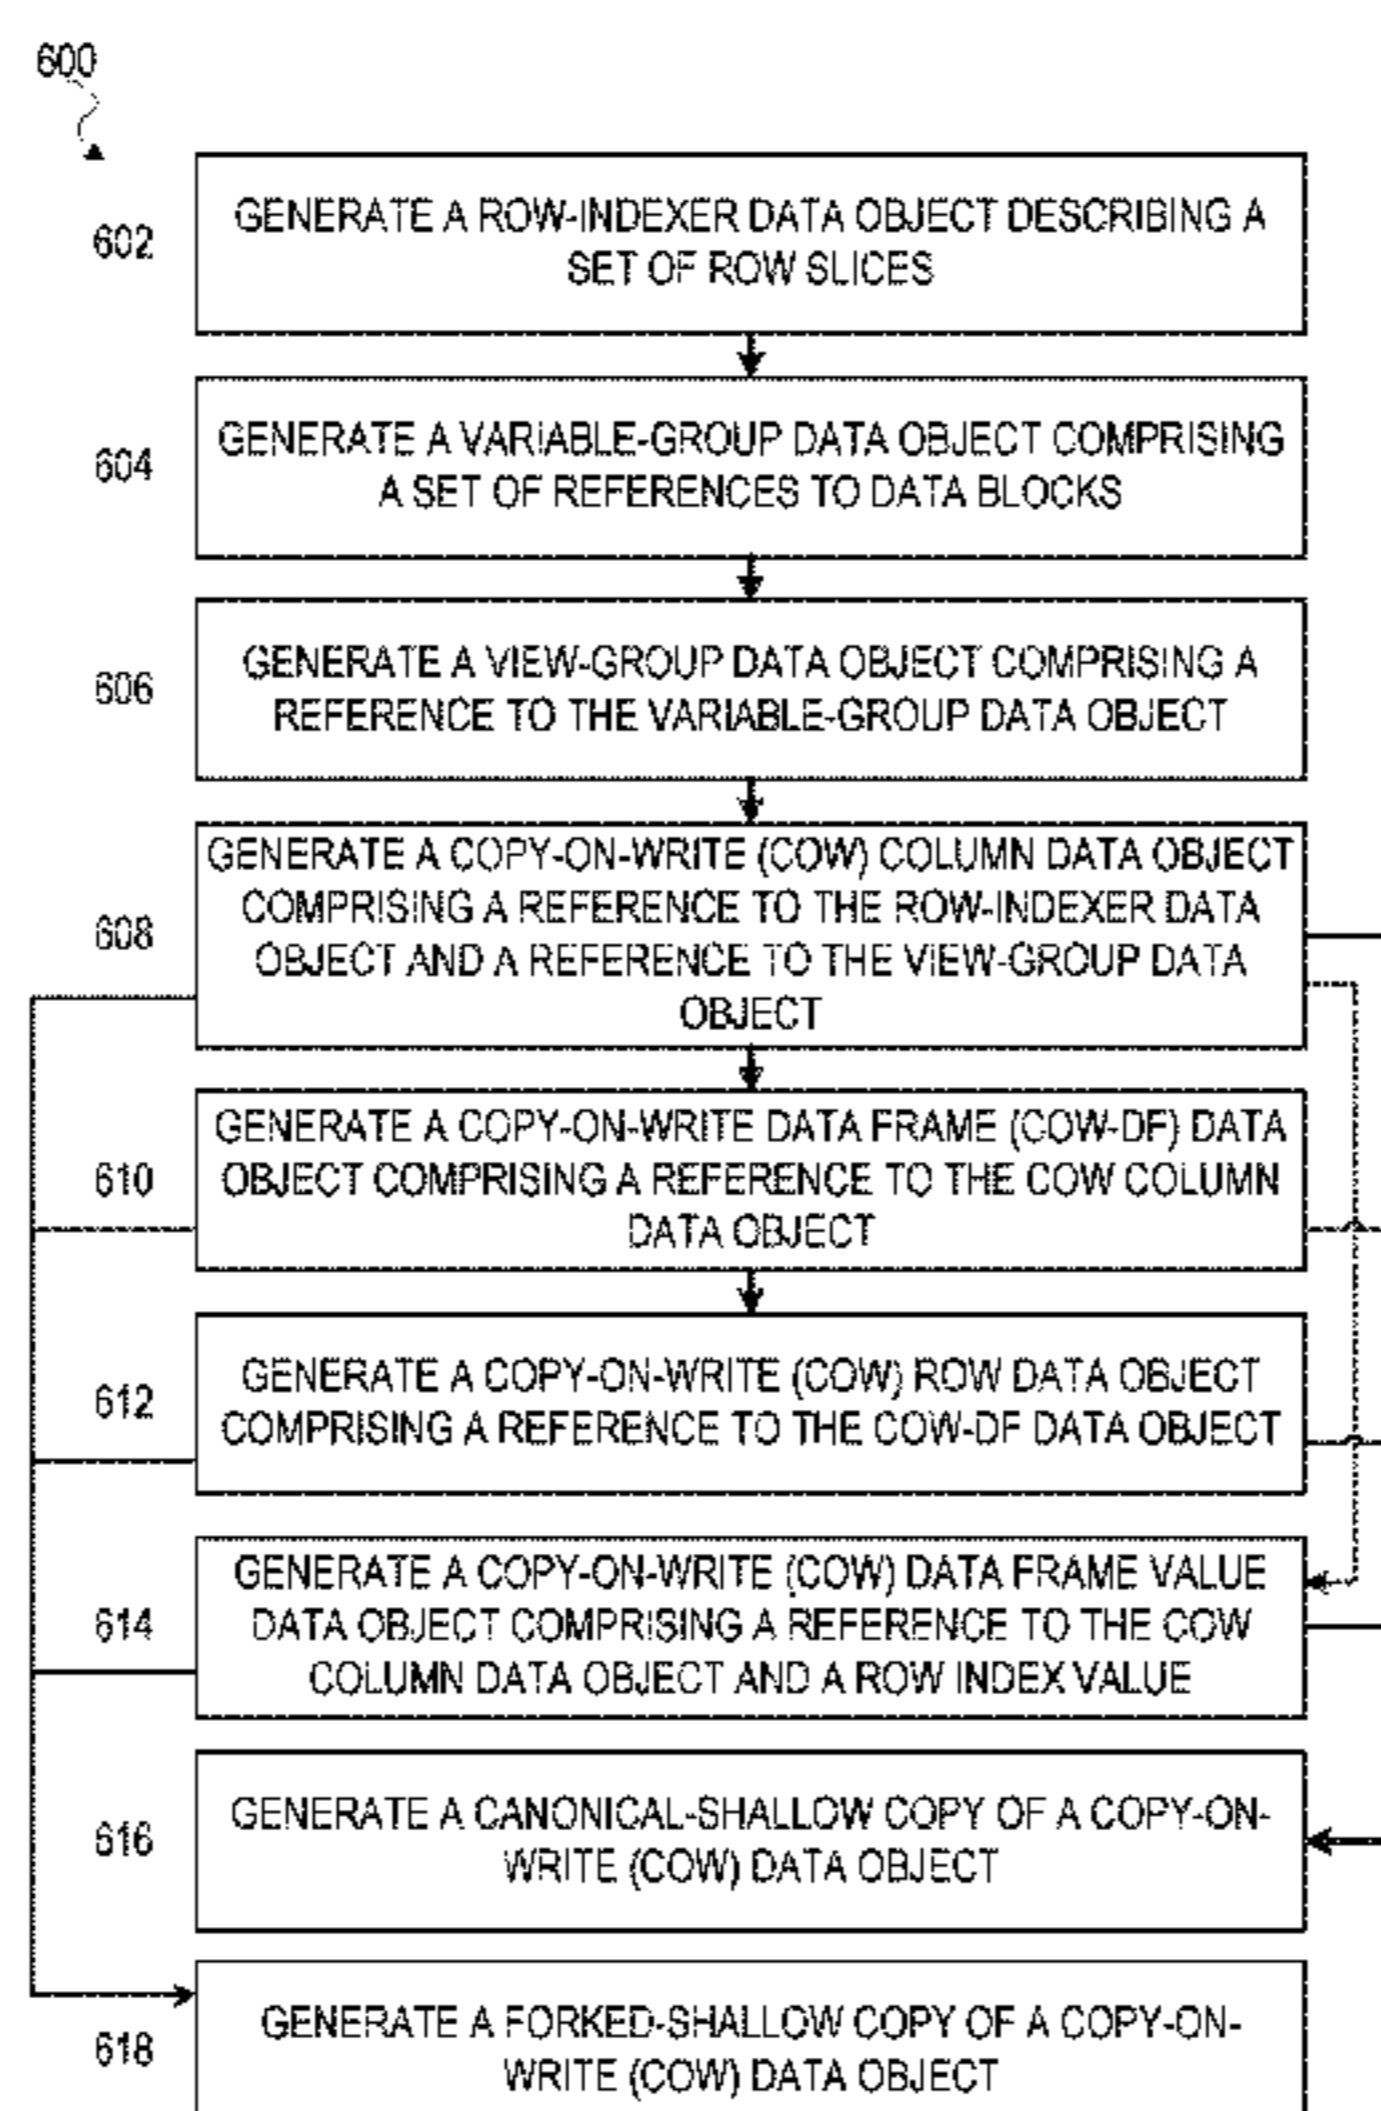 600
602
GENERATE A ROW-INDEXER DATA OBJECT DESCRIBING A
SET OF ROW SLICES
604
GENERATE A VARIABLE-GROUP DATA OBJECT COMPRISING
A SET OF REFERENCES TO DATA BLOCKS
606
GENERATE A VIEW-GROUP DATA OBJECT COMPRISING A
REFERENCE TO THE VARIABLE-GROUP DATA OBJECT
608
GENERATE A COPY-ON-WRITE (COW) COLUMN DATA OBJECT
COMPRISING A REFERENCE TO THE ROW-INDEXER DATA
OBJECT AND A REFERENCE TO THE VIEW-GROUP DATA
OBJECT
610
GENERATE A COPY-ON-WRITE DATA FRAME (COW-DF) DATA
OBJECT COMPRISING A REFERENCE TO THE COW COLUMN
DATA OBJECT
612
GENERATE A COPY-ON-WRITE (COW) ROW DATA OBJECT
COMPRISING A REFERENCE TO THE COW-DF DATA OBJECT
614
GENERATE A COPY-ON-WRITE (COW) DATA FRAME VALUE
DATA OBJECT COMPRISING A REFERENCE TO THE COW
COLUMN DATA OBJECT AND A ROW INDEX VALUE
616
GENERATE A CANONICAL-SHALLOW COPY OF A COPY-ON-
WRITE (COW) DATA OBJECT
618
GENERATE A FORKED-SHALLOW COPY OF A COPY-ON-
WRITE (COW) DATA OBJECT